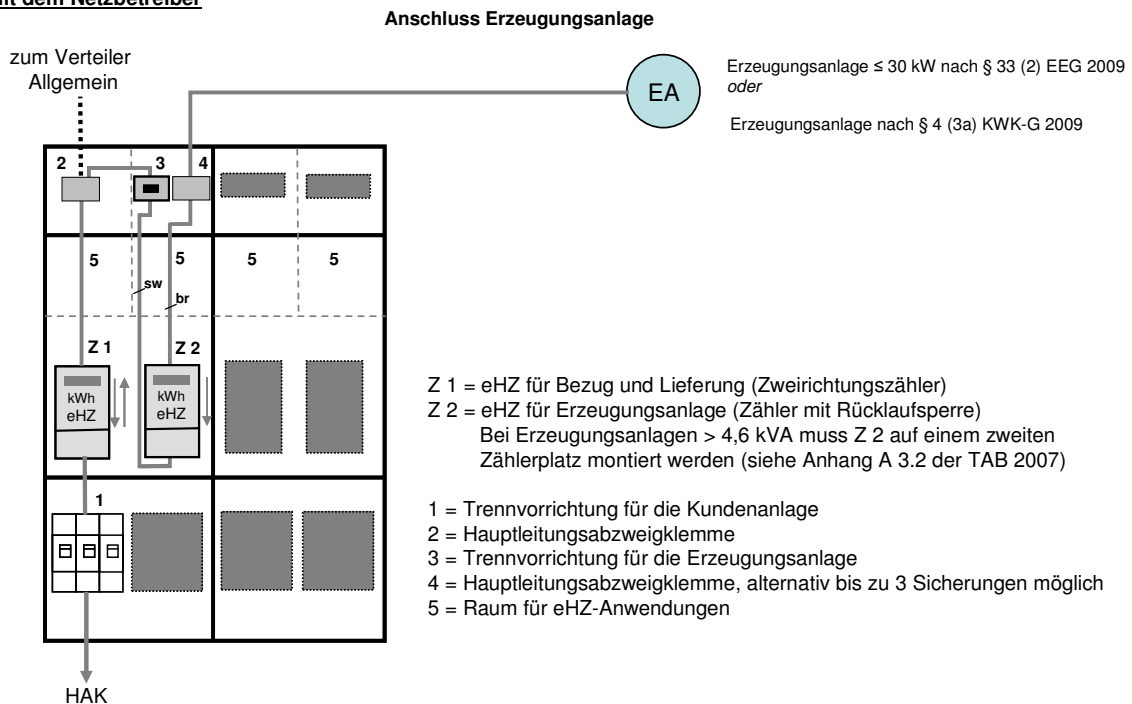 mit dem Netzbetreiber
Anschluss Erzeugungsanlage
zum Verteiler
Allgemein
EA
Erzeugungsanlage ≤ 30 kW nach § 33 (2) EEG 2009
oder
Erzeugungsanlage nach § 4 (3a) KWK-G 2009
2
3
4
5
5
5
5
sw
br
Z 1
Z 2
kWh
eHZ
kWh
eHZ
Z 1 = eHZ für Bezug und Lieferung (Zweirichtungszähler)
Z 2 = eHZ für Erzeugungsanlage (Zähler mit Rücklaufsperre)
Bei Erzeugungsanlagen > 4,6 kVA muss Z 2 auf einem zweiten
Zählerplatz montiert werden (siehe Anhang A 3.2 der TAB 2007)
1
1 = Trennvorrichtung für die Kundenanlage
2 = Hauptleitungsabzweigklemme
3 = Trennvorrichtung für die Erzeugungsanlage
4 = Hauptleitungsabzweigklemme, alternativ bis zu 3 Sicherungen möglich
5 = Raum für eHZ-Anwendungen
HAK